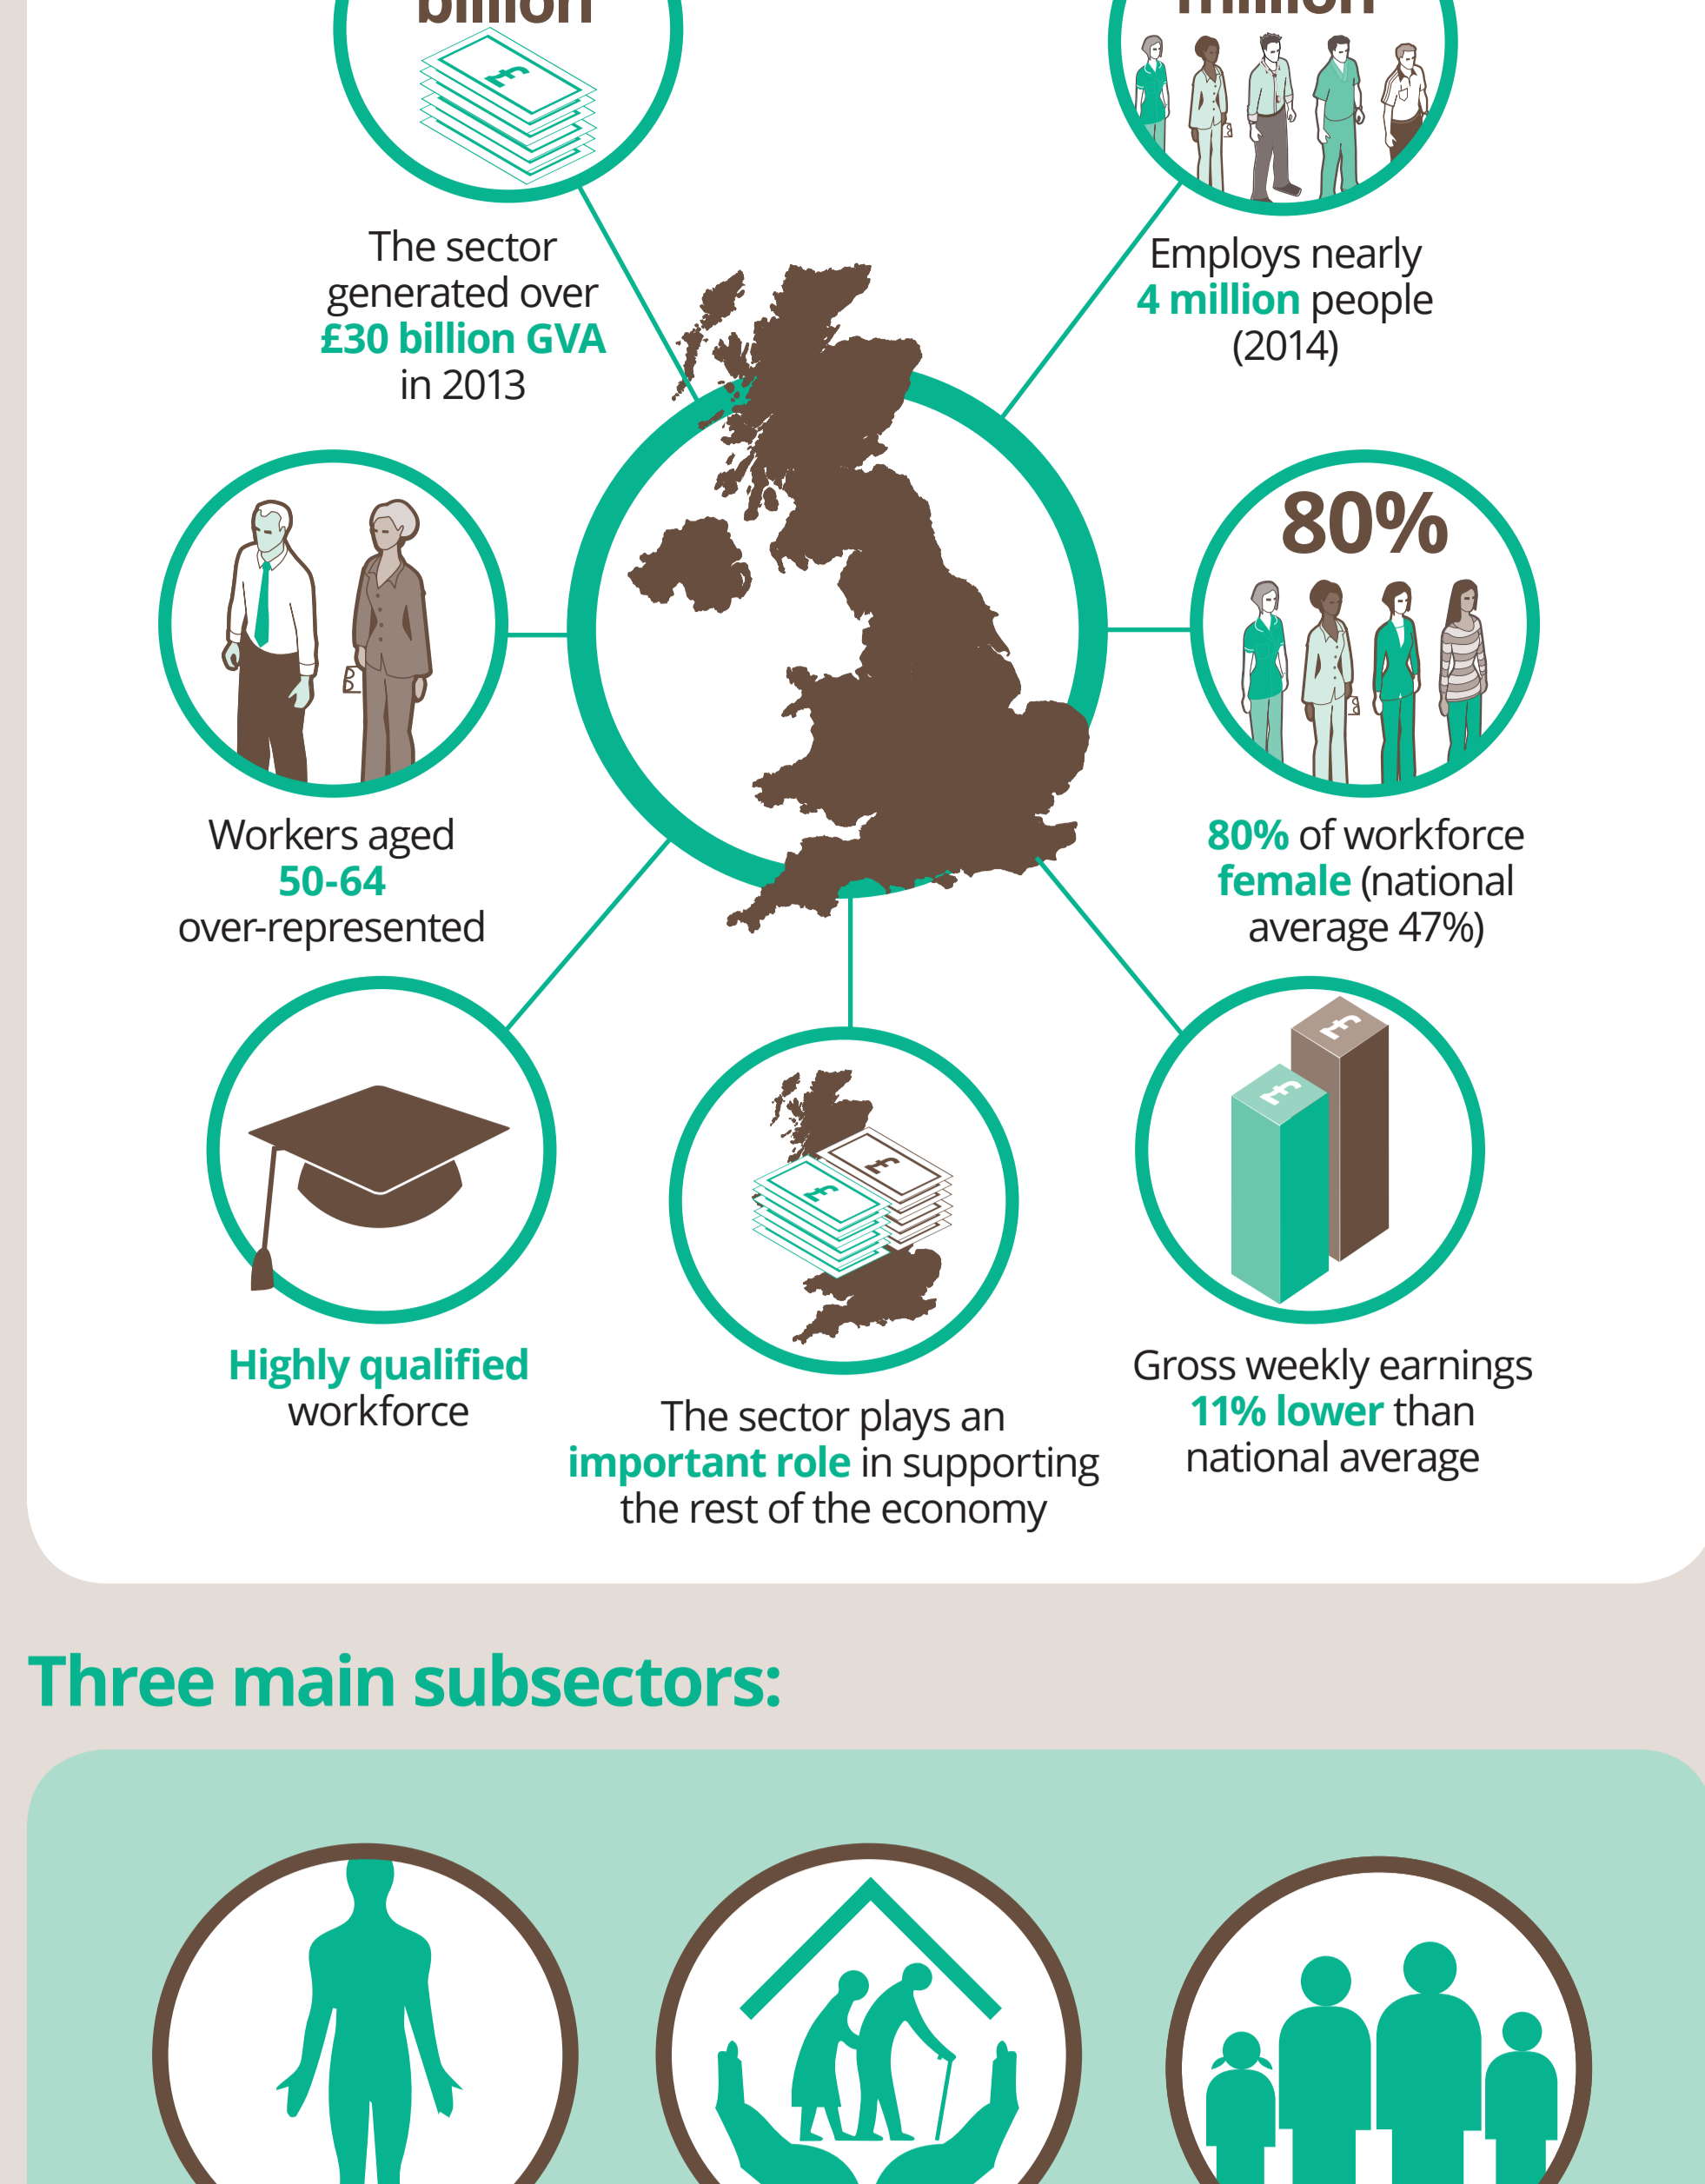 billion
million
The sector
generated over
£30 billion GVA
in 2013
Employs nearly
4 million people
(2014)
80%
Workers aged
50-64
over-represented
80% of workforce
female (national
average 47%)
£
£
£
£
£
Highly qualified
workforce
The sector plays an
important role in supporting
the rest of the economy
Gross weekly earnings
11% lower than
national average
Three main subsectors: